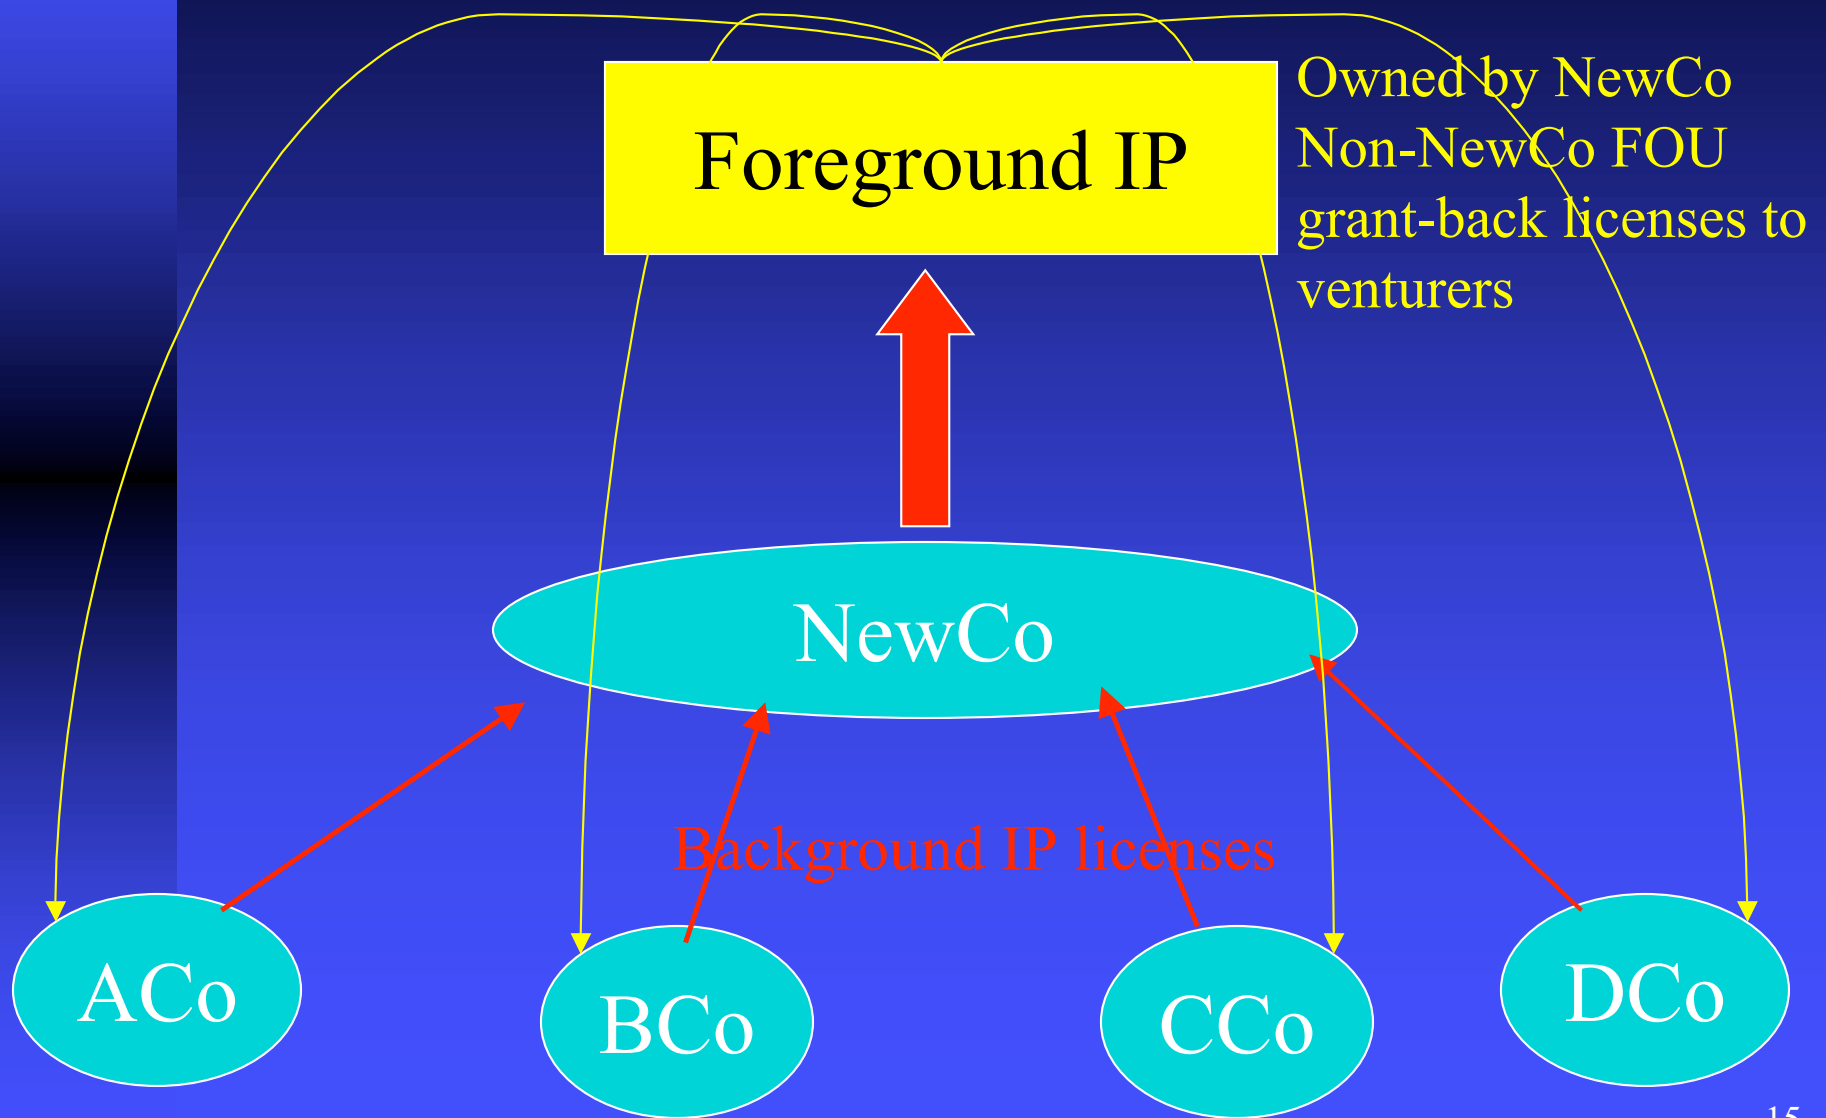 Foreground IP
Owned by NewCo
Non-NewCo FOU
grant-back licenses to
venturers
NewCo
Background IP licenses
ACo
BCo
CCo
DCo
15